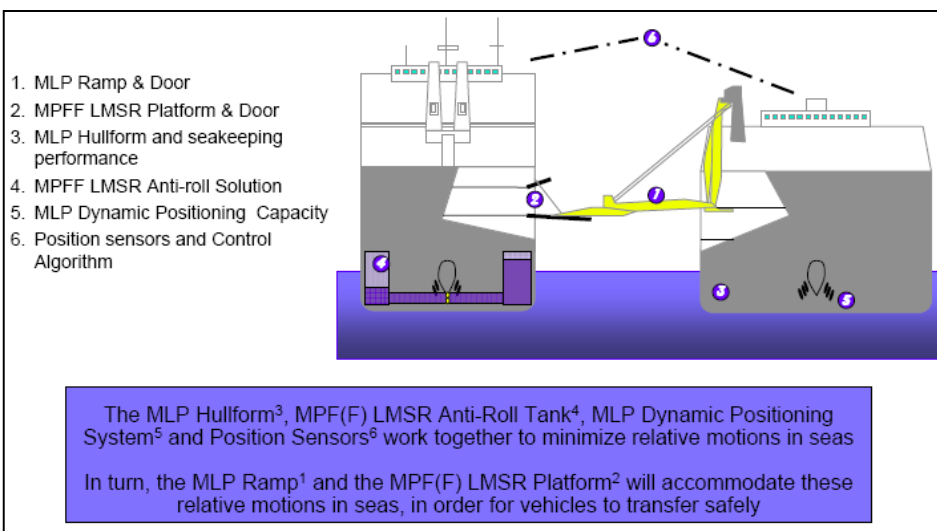 1. MLP Ramp & Door
2. MPFF LMSR Platform & Door
3. MLP Hullform and seakeeping
performance
4. MPFF LMSR Anti-roll Solution
5. MLP Dynamic Positioning Capacity
6. Position sensors and Control
Algorithm
6
2
1
4
3
5
The MLP Hullform³, MPF(F) LMSR Anti-Roll Tank⁴, MLP Dynamic Positioning
System⁵ and Position Sensors⁶ work together to minimize relative motions in seas
In turn, the MLP Ramp¹ and the MPF(F) LMSR Platform² will accommodate these
relative motions in seas, in order for vehicles to transfer safely